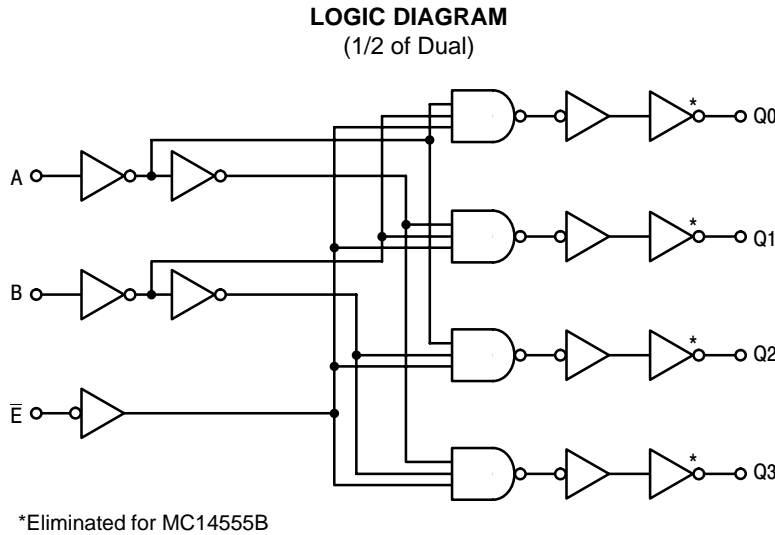 LOGIC DIAGRAM
(1/2 of Dual)
* Q0
A
* Q1
B
* Q2
E̅
* Q3
*Eliminated for MC14555B